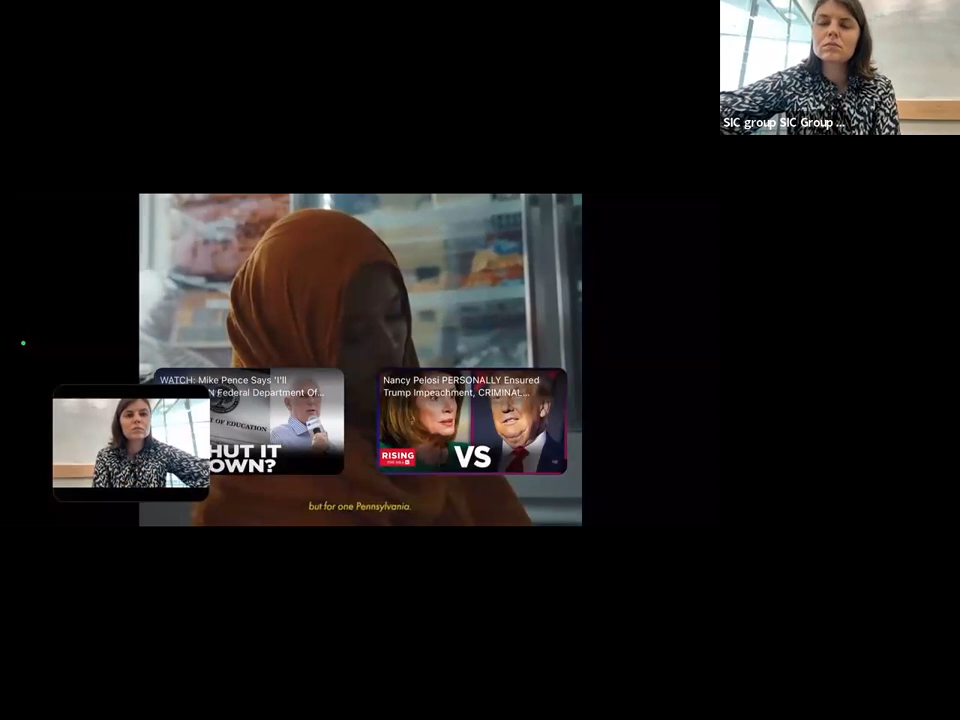 SIC group SIC Group ...
WATCH: Mike Pence Says 'I'll
Federal Department Of...
Y OF EDUCATION
HUT IT
OWN?
Nancy Pelosi PERSONALLY Ensured
Trump Impeachment, CRIMINAL...
RISING
VS
but for one Pennsylvania.